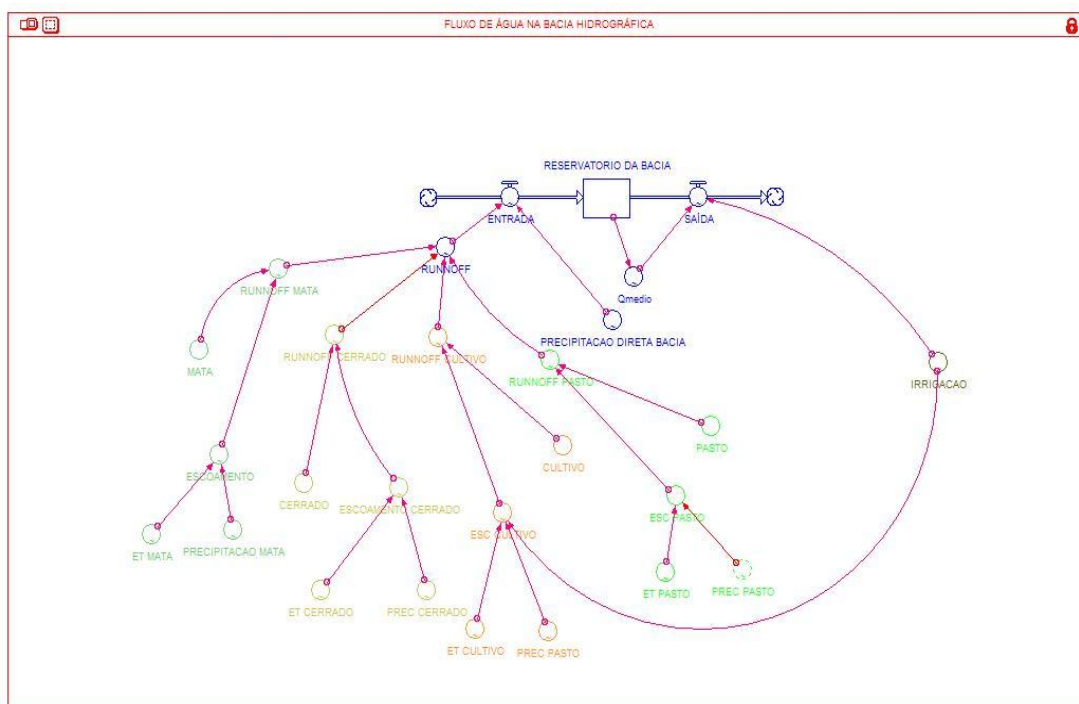 FLUXO DE ÁGUA NA BACIA HIDROGRÁFICA
RESERVATORIO DA BACIA
ENTRADA
SAÍDA
RUNNOFF
RUNNOFF MATA
Qmedio
PRECIPITACAO DIRETA BACIA
RUNNOFF CERRADO
RUNNOFF CULTIVO
MATA
RUNNOFF PASTO
IRRIGACAO
PASTO
CULTIVO
ESCOAMENTO
CERRADO
ESCOAMENTO CERRADO
ESC PASTO
ESC CULTIVO
ET MATA
PRECIPITACAO MATA
ET PASTO
PREC PASTO
ET CERRADO
PREC CERRADO
ET CULTIVO
PREC PASTO